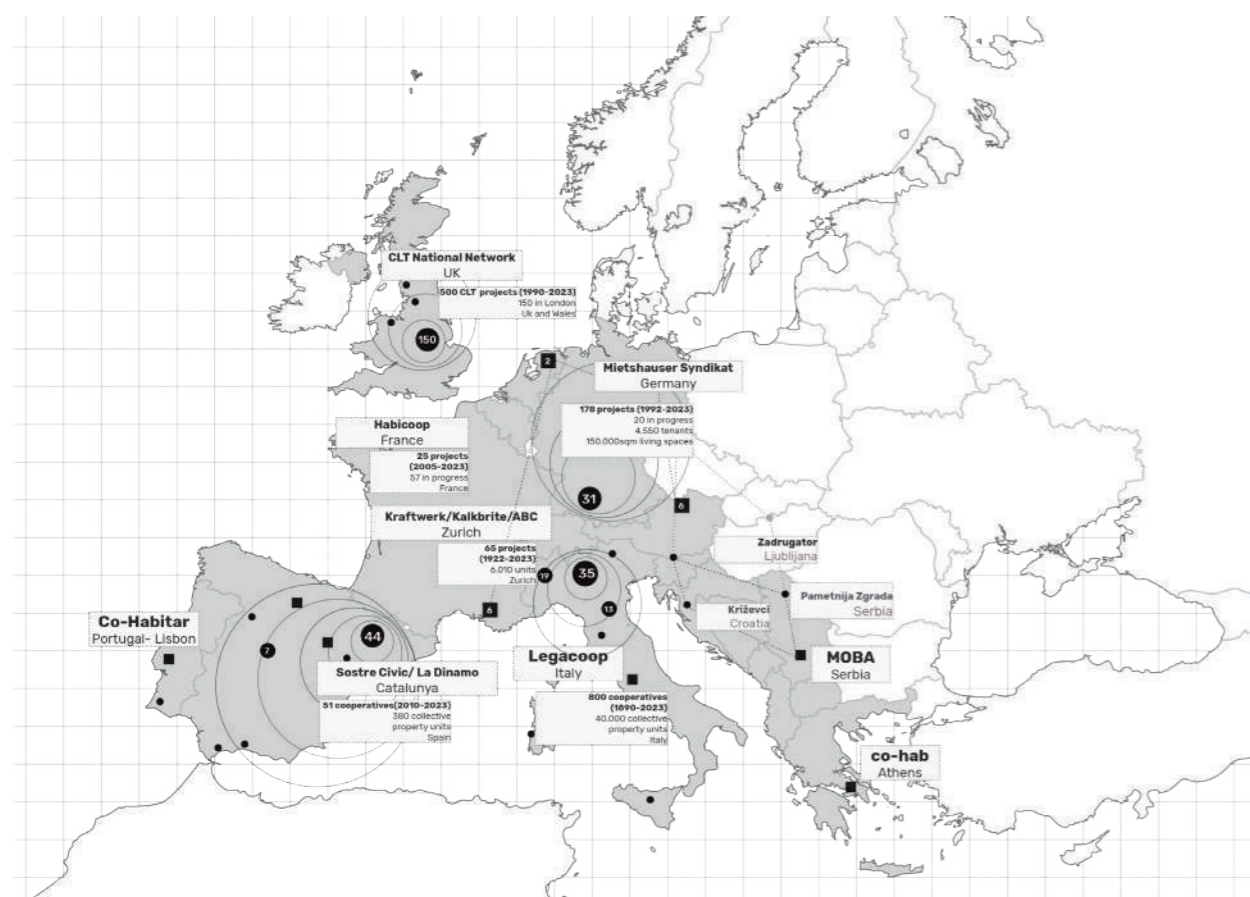 CLT National Network
UK
500 CLT projects (1990-2023)
150 in London
Uk and Wales
150
2
Mietshauser Syndikat
Germany
178 projects (1992-2023)
20 in progress
4.550 tenants
150.000sqm living spaces
Habicoop
France
25 projects
(2005-2023)
57 in progress
France
31
6
Kraftwerk/Kalkbrite/ABC
Zurich
65 projects
(1922-2023)
6.010 units
Zurich
Zadrugator
Ljublijana
19
35
13
6
Pametnija Zgrada
Serbia
Križevci
Croatia
Co-Habitar
Portugal- Lisbon
7
44
Sostre Civic/ La Dinamo
Catalunya
51 cooperatives(2010-2023)
380 collective
property units
Spain
Legacoop
Italy
800 cooperatives
(1890-2023)
40.000 collective
property units
Italy
MOBA
Serbia
co-hab
Athens